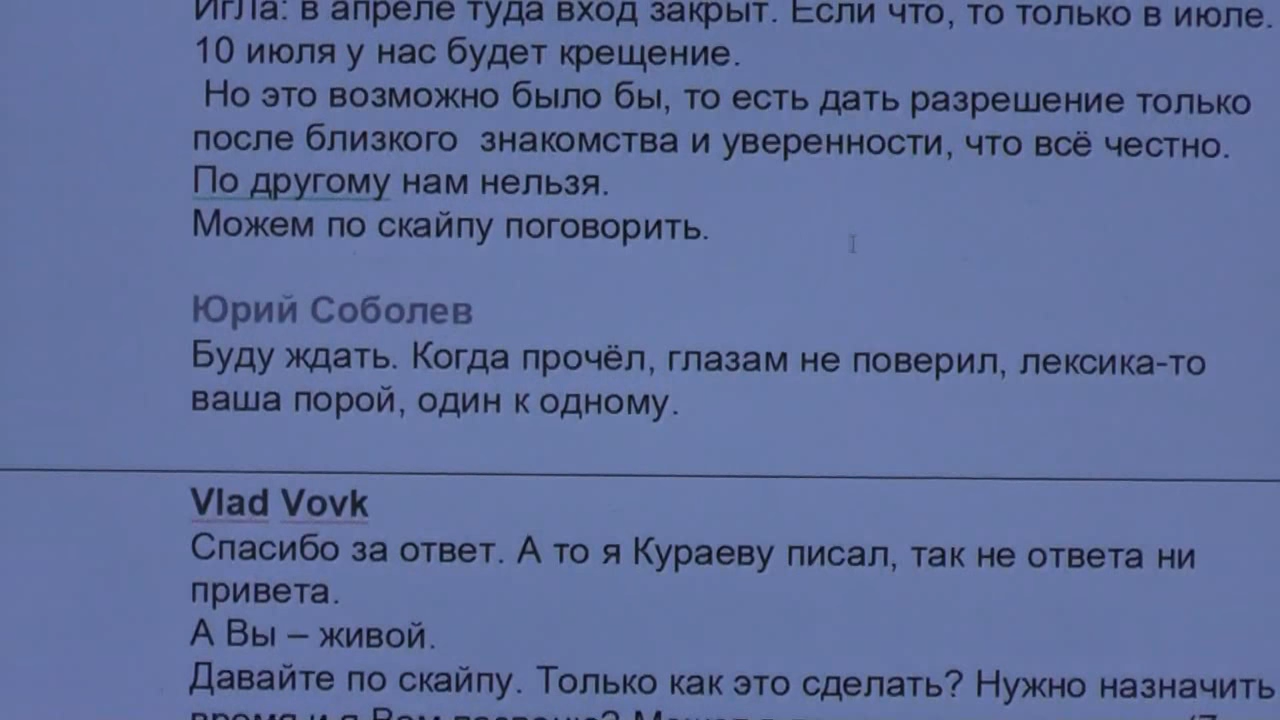 ИгЛа: в апреле туда вход закрыт. Если что, то только в июле.
10 июля у нас будет крещение.
Но это возможно было бы, то есть дать разрешение только
после близкого знакомства и уверенности, что всё честно.
По другому нам нельзя.
Можем по скайпу поговорить.
Юрий Соболев
Буду ждать. Когда прочёл, глазам не поверил, лексика-то
ваша порой, один к одному.
Vlad Vovk
Спасибо за ответ. А то я Кураеву писал, так не ответа ни
привета.
А Вы – живой.
Давайте по скайпу. Только как это сделать? Нужно назначить
время и я Вам